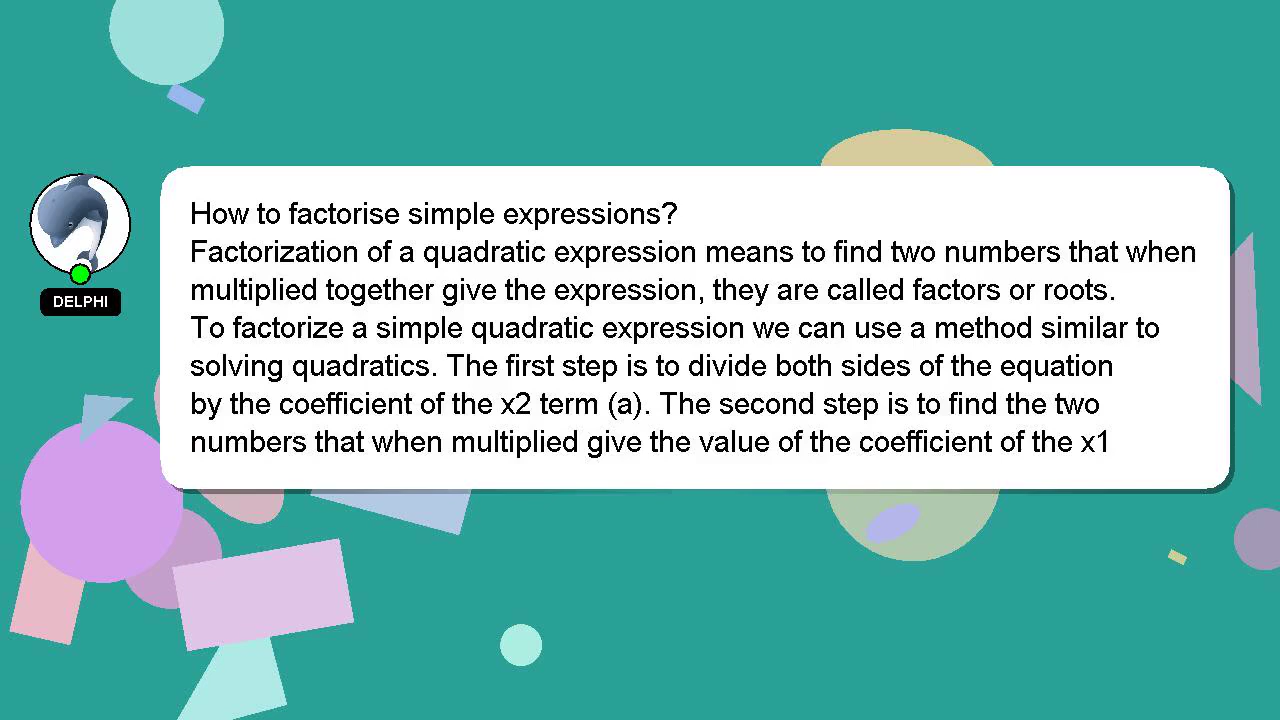 How to factorise simple expressions?
Factorization of a quadratic expression means to find two numbers that when
multiplied together give the expression, they are called factors or roots.
To factorize a simple quadratic expression we can use a method similar to
solving quadratics. The first step is to divide both sides of the equation
by the coefficient of the x2 term (a). The second step is to find the two
numbers that when multiplied give the value of the coefficient of the x1
DELPHI